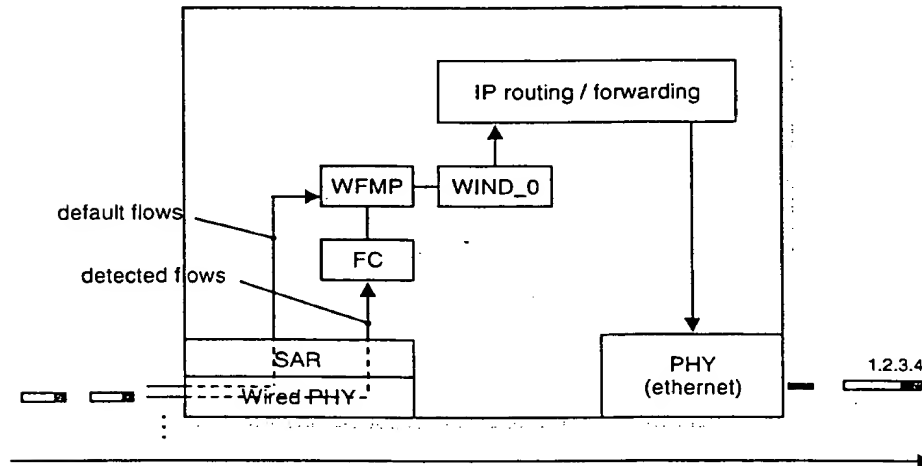 IP routing / forwarding
WFMP
WIND_0
default flows
FC
detected flows
SAR
PHY
(ethernet)
1.2.3.4
Wired PHY